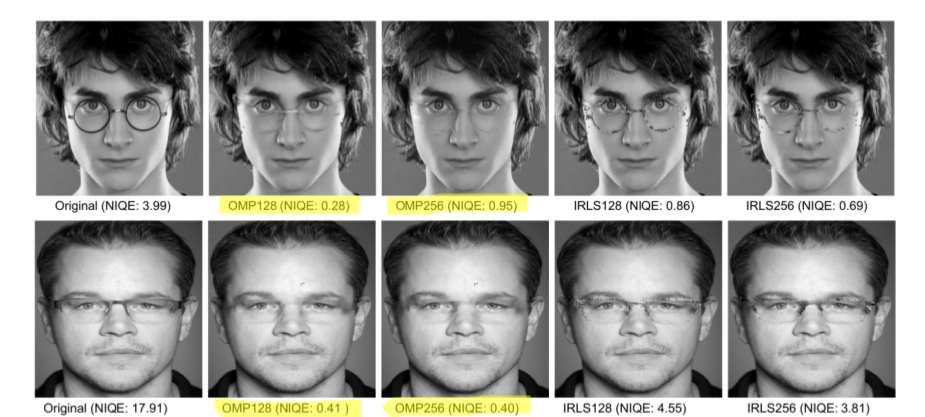 Original (NIQE: 3.99) OMP128 (NIQE: 0.28) OMP256 (NIQE: 0.95) IRLS128 (NIQE: 0.86) IRLS256 (NIQE: 0.69)
Original (NIQE: 17.91) OMP128 (NIQE: 0.41 ) OMP256 (NIQE: 0.40) IRLS128 (NIQE: 4.55) IRLS256 (NIQE: 3.81)